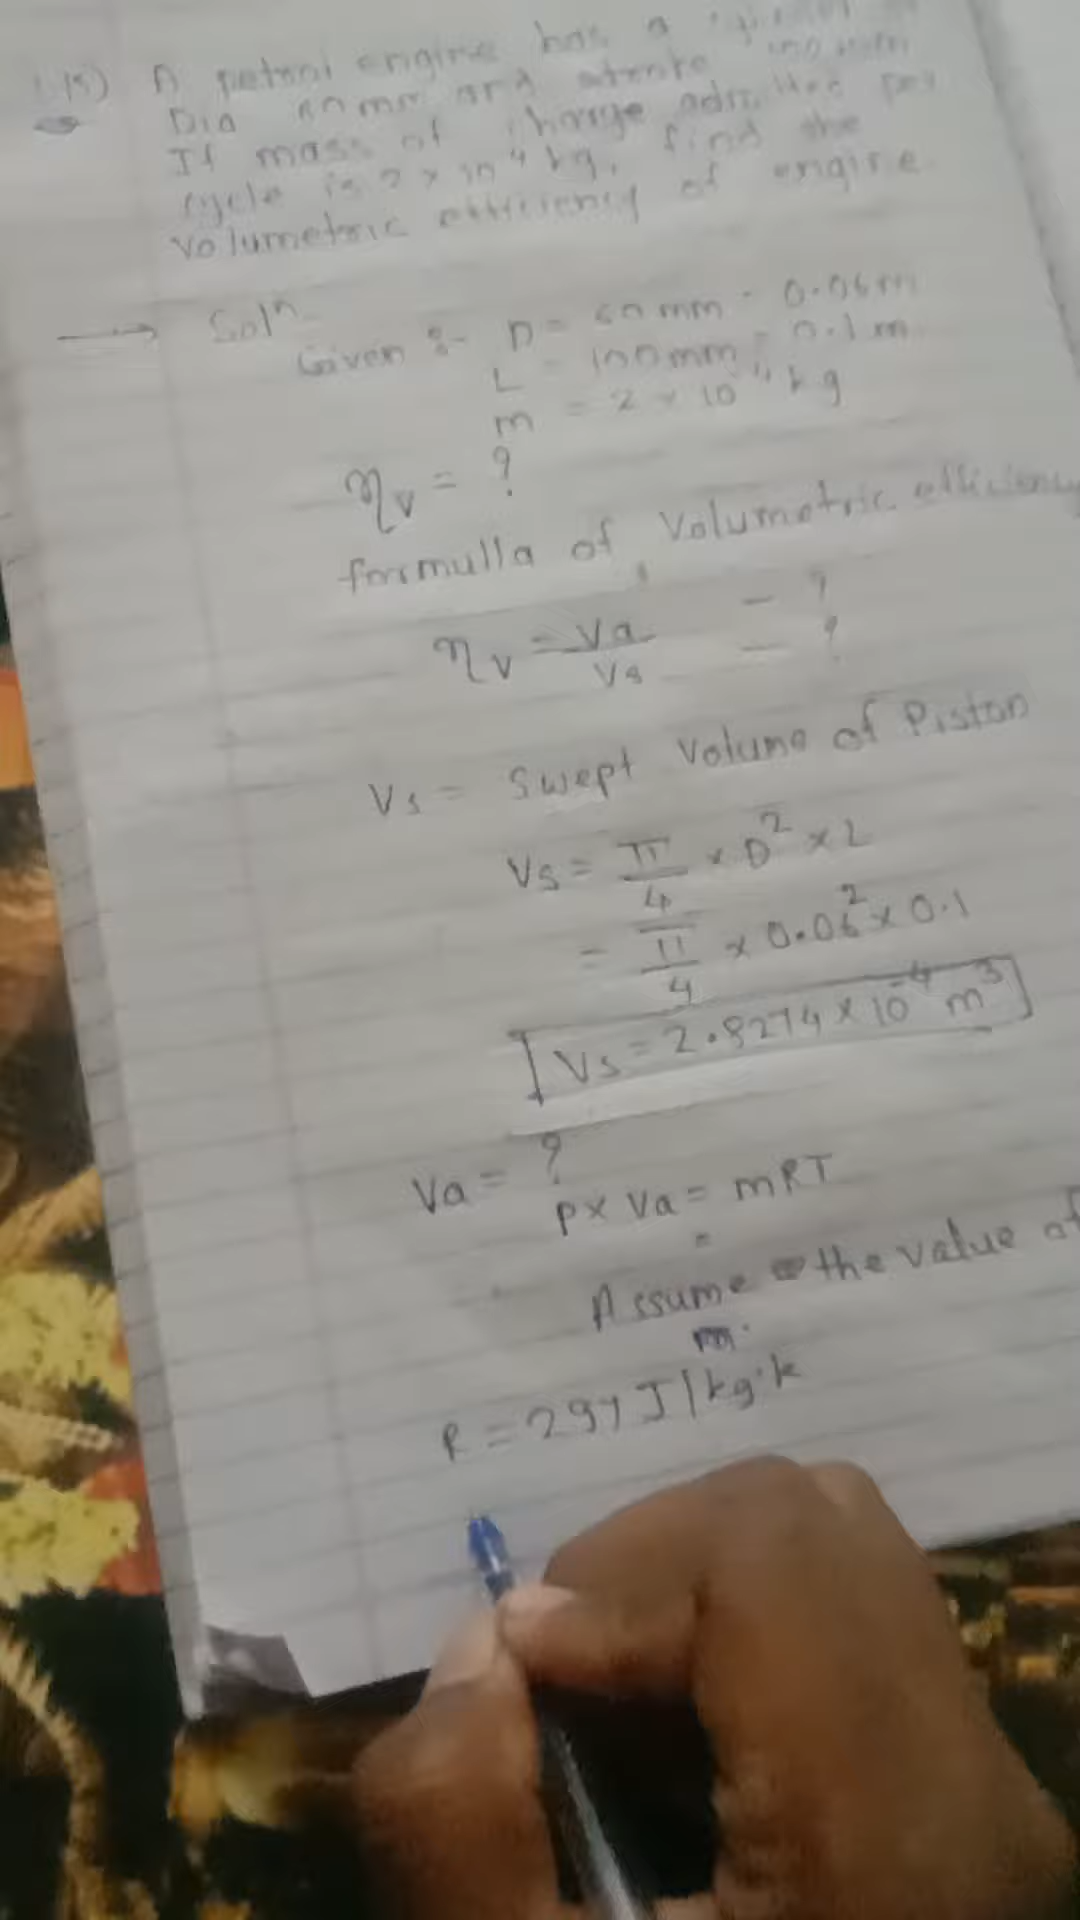 15) A petrol engine has a
Dia 60 mm and stroke 100 mm
If mass of charge admitted per
cycle is 2 × 10⁻⁴ kg, find the
volumetric efficiency of engine.
→ Solⁿ
Given :- D = 60 mm = 0.06 m
L = 100 mm = 0.1 m
m = 2 × 10⁻⁴ kg
ηv = ?
formulla of Volumetric efficiency
ηv = Va/Vs — ? — ?
Vs = Swept Volume of Piston
Vs = π/4 × D² × L
= π/4 × 0.06² × 0.1
Vs = 2.8274 × 10⁻⁴ m³
Va = ?
P × Va = mRT
=
Assume the value of
m.
R = 297 J/kg.k